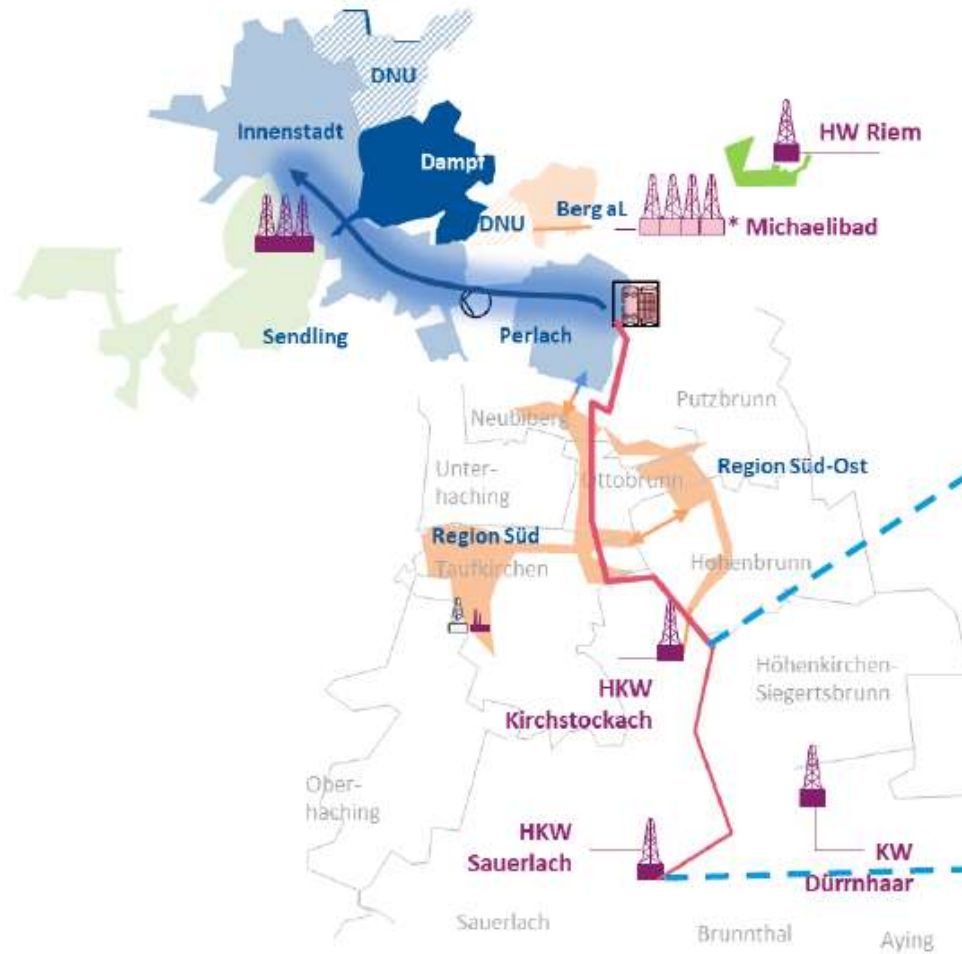 DNU
Innenstadt
HW Riem
Dampf
DNU
Berg aL
* Michaelibad
Sendling
Perlach
Putzbrunn
Neubiberg
Unter-
haching
Ottobrunn
Region Süd-Ost
Region Süd
Taufkirchen
Hohenbrunn
Höhenkirchen-
Siegertsbrunn
HKW
Kirchstockach
Ober-
haching
HKW
Sauerlach
KW
Dürrnhaar
Sauerlach
Brunnthal
Aying